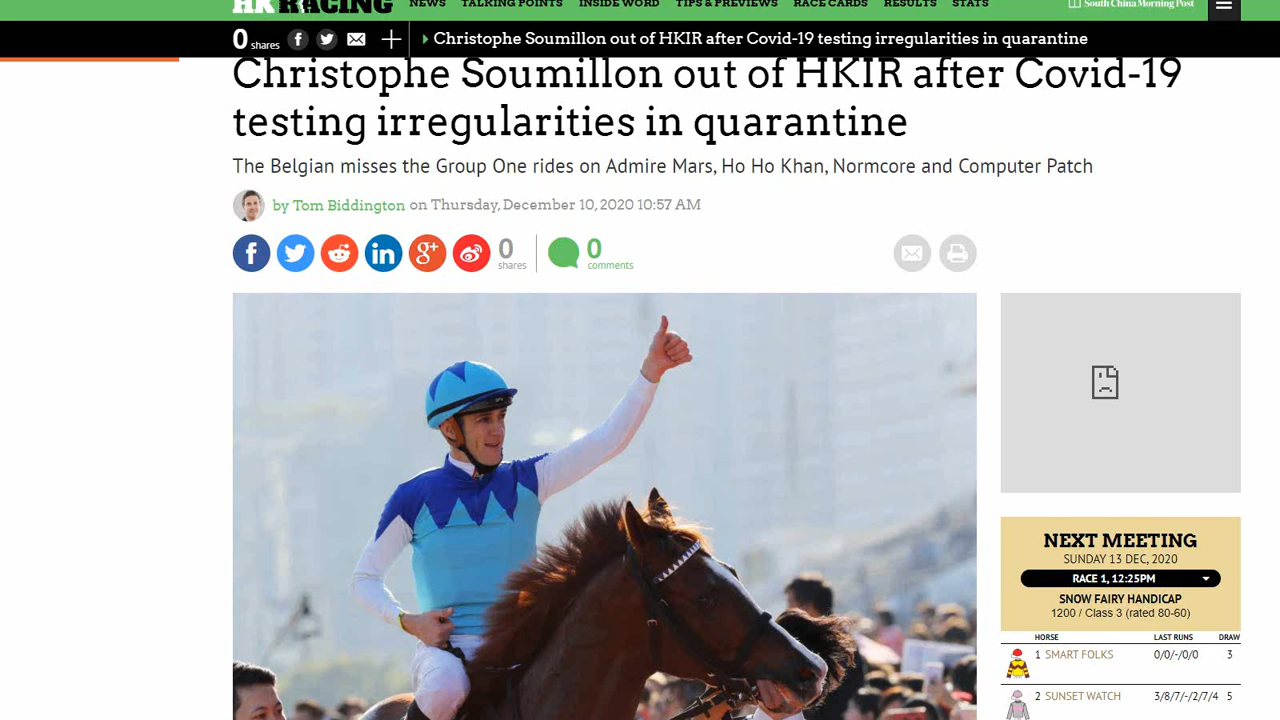 HK RACING
NEWS TALKING POINTS INSIDE WORD TIPS & PREVIEWS RACE CARDS RESULTS STATS
South China Morning Post
0 shares
Christophe Soumillon out of HKIR after Covid-19 testing irregularities in quarantine
Christophe Soumillon out of HKIR after Covid-19
testing irregularities in quarantine
The Belgian misses the Group One rides on Admire Mars, Ho Ho Khan, Normcore and Computer Patch
by Tom Biddington on Thursday, December 10, 2020 10:57 AM
0 shares
0 comments
NEXT MEETING
SUNDAY 13 DEC, 2020
RACE 1, 12:25PM
SNOW FAIRY HANDICAP
1200 / Class 3 (rated 80-60)
HORSE LAST RUNS DRAW
1 SMART FOLKS 0/0/-/0/0 3
2 SUNSET WATCH 3/8/7/-/2/7/4 5